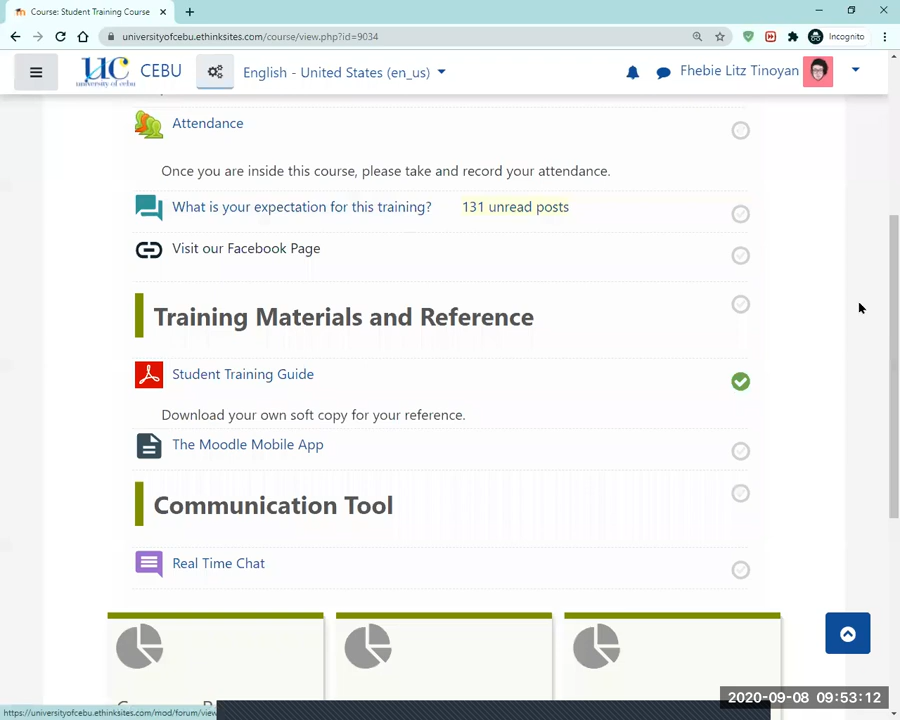 Course: Student Training Course
universityofcebu.ethinksites.com/course/view.php?id=9034
Incognito
uc
university of cebu
CEBU
English - United States (en_us)
Fhebie Litz Tinoyan
Attendance
Once you are inside this course, please take and record your attendance.
What is your expectation for this training? 131 unread posts
Visit our Facebook Page
Training Materials and Reference
Student Training Guide
Download your own soft copy for your reference.
The Moodle Mobile App
Communication Tool
Real Time Chat
https://universityofcebu.ethinksites.com/mod/forum/view
2020-09-08 09:53:12